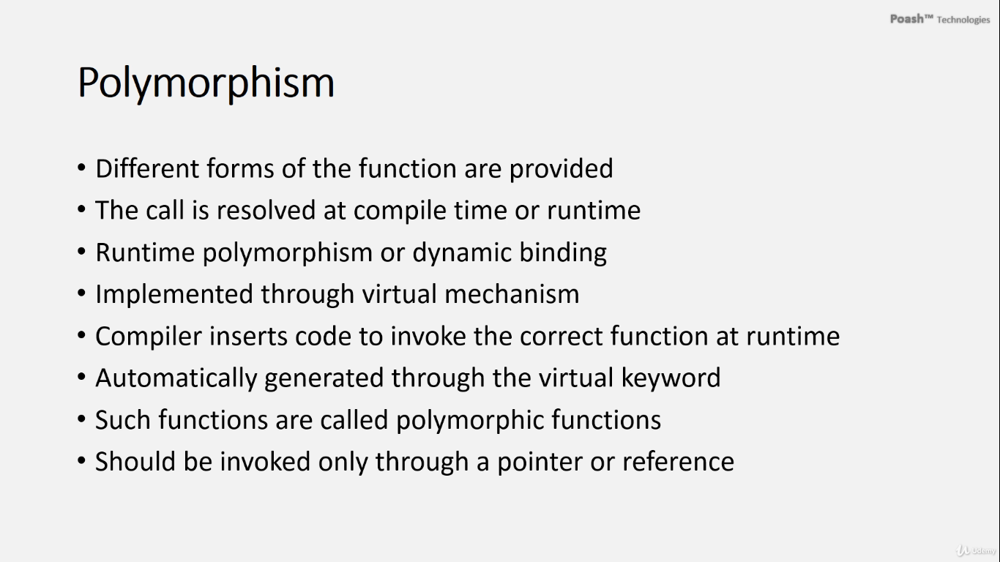 Poash™ Technologies
Polymorphism
• Different forms of the function are provided
• The call is resolved at compile time or runtime
• Runtime polymorphism or dynamic binding
• Implemented through virtual mechanism
• Compiler inserts code to invoke the correct function at runtime
• Automatically generated through the virtual keyword
• Such functions are called polymorphic functions
• Should be invoked only through a pointer or reference
Udemy